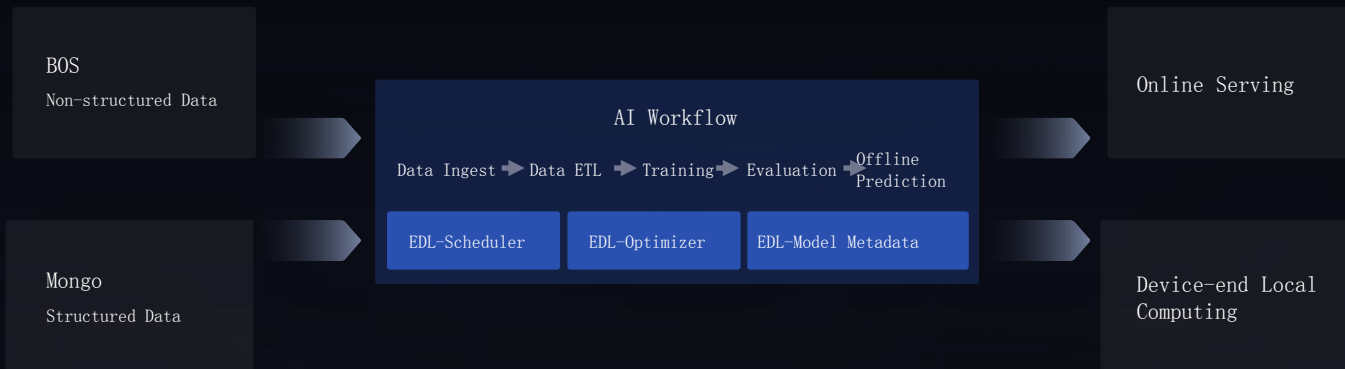 BOS
Non-structured Data
Mongo
Structured Data
AI Workflow
Data Ingest
Data ETL
Training
Evaluation
Offline
Prediction
EDL-Scheduler
EDL-Optimizer
EDL-Model Metadata
Online Serving
Device-end Local
Computing